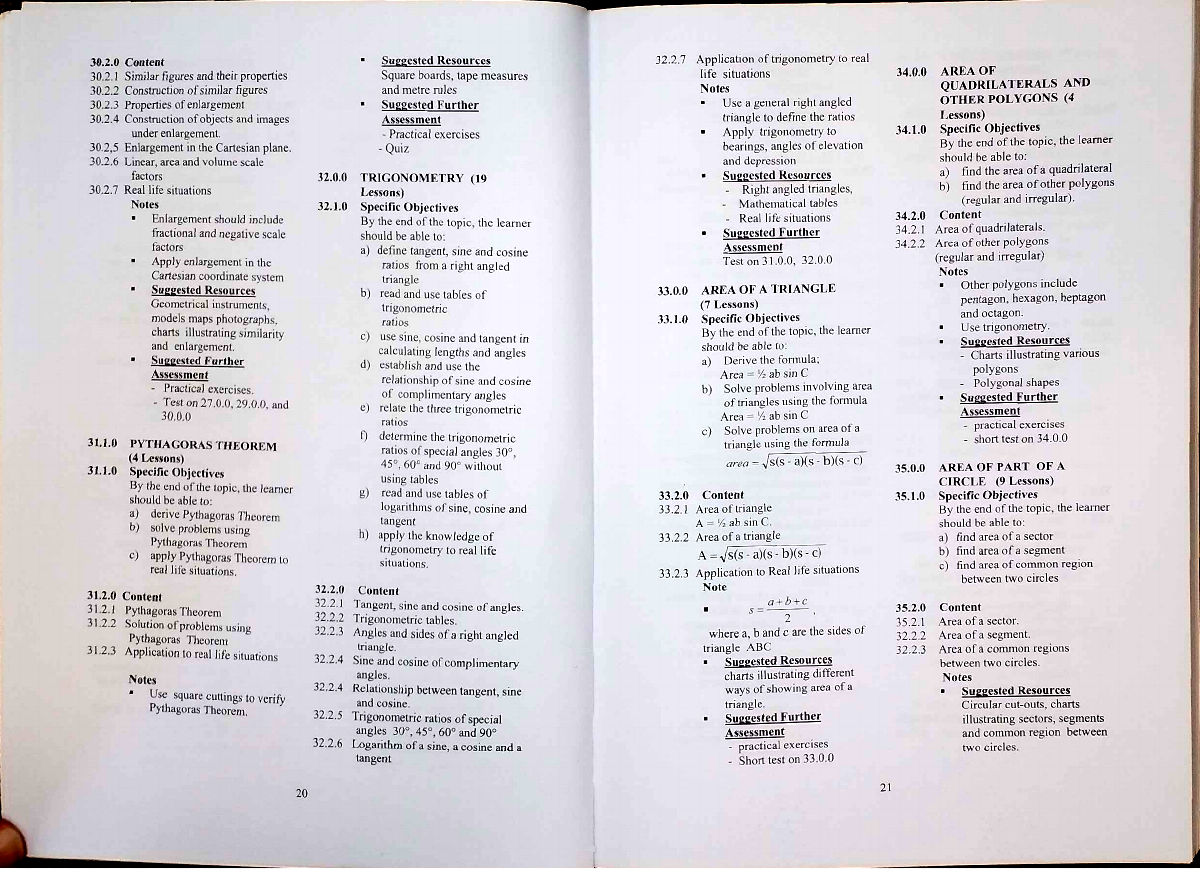 30.2.0 Content
30.2.1 Similar figures and their properties
30.2.2 Construction of similar figures
30.2.3 Properties of enlargement
30.2.4 Construction of objects and images
under enlargement.
30.2,5 Enlargement in the Cartesian plane.
30.2.6 Linear, area and volume scale
factors
30.2.7 Real life situations
Notes
▪ Enlargement should include
fractional and negative scale
factors
▪ Apply enlargement in the
Cartesian coordinate system
▪ Suggested Resources
Geometrical instruments,
models maps photographs,
charts illustrating similarity
and enlargement.
▪ Suggested Further
Assessment
- Practical exercises.
- Test on 27.0.0, 29.0.0, and
30.0.0
31.1.0 PYTHAGORAS THEOREM
(4 Lessons)
31.1.0 Specific Objectives
By the end of the topic, the learner
should be able to:
a) derive Pythagoras Theorem
b) solve problems using
Pythagoras Theorem
c) apply Pythagoras Theorem to
real life situations.
31.2.0 Content
31.2.1 Pythagoras Theorem
31.2.2 Solution of problems using
Pythagoras Theorem
31.2.3 Application to real life situations
Notes
▪ Use square cuttings to verify
Pythagoras Theorem.
▪ Suggested Resources
Square boards, tape measures
and metre rules
▪ Suggested Further
Assessment
- Practical exercises
- Quiz
32.0.0 TRIGONOMETRY (19
Lessons)
32.1.0 Specific Objectives
By the end of the topic, the learner
should be able to:
a) define tangent, sine and cosine
ratios from a right angled
triangle
b) read and use tables of
trigonometric
ratios
c) use sine, cosine and tangent in
calculating lengths and angles
d) establish and use the
relationship of sine and cosine
of complimentary angles
e) relate the three trigonometric
ratios
f) determine the trigonometric
ratios of special angles 30°,
45°, 60° and 90° without
using tables
g) read and use tables of
logarithms of sine, cosine and
tangent
h) apply the knowledge of
trigonometry to real life
situations.
32.2.0 Content
32.2.1 Tangent, sine and cosine of angles.
32.2.2 Trigonometric tables.
32.2.3 Angles and sides of a right angled
triangle.
32.2.4 Sine and cosine of complimentary
angles.
32.2.4 Relationship between tangent, sine
and cosine.
32.2.5 Trigonometric ratios of special
angles 30°, 45°, 60° and 90°
32.2.6 Logarithm of a sine, a cosine and a
tangent
20
32.2.7 Application of trigonometry to real
life situations
Notes
▪ Use a general right angled
triangle to define the ratios
▪ Apply trigonometry to
bearings, angles of elevation
and depression
▪ Suggested Resources
- Right angled triangles,
- Mathematical tables
- Real life situations
▪ Suggested Further
Assessment
Test on 31.0.0, 32.0.0
33.0.0 AREA OF A TRIANGLE
(7 Lessons)
33.1.0 Specific Objectives
By the end of the topic, the learner
should be able to:
a) Derive the formula;
Area = ½ ab sin C
b) Solve problems involving area
of triangles using the formula
Area = ½ ab sin C
c) Solve problems on area of a
triangle using the formula
area = √s(s - a)(s - b)(s - c)
33.2.0 Content
33.2.1 Area of triangle
A = ½ ab sin C.
33.2.2 Area of a triangle
A = √s(s - a)(s - b)(s - c)
33.2.3 Application to Real life situations
Note
▪ s = a + b + c / 2 ,
where a, b and c are the sides of
triangle ABC
▪ Suggested Resources
charts illustrating different
ways of showing area of a
triangle.
▪ Suggested Further
Assessment
- practical exercises
- Short test on 33.0.0
34.0.0 AREA OF
QUADRILATERALS AND
OTHER POLYGONS (4
Lessons)
34.1.0 Specific Objectives
By the end of the topic, the learner
should be able to:
a) find the area of a quadrilateral
b) find the area of other polygons
(regular and irregular).
34.2.0 Content
34.2.1 Area of quadrilaterals.
34.2.2 Area of other polygons
(regular and irregular)
Notes
▪ Other polygons include
pentagon, hexagon, heptagon
and octagon.
▪ Use trigonometry.
▪ Suggested Resources
- Charts illustrating various
polygons
- Polygonal shapes
▪ Suggested Further
Assessment
- practical exercises
- short test on 34.0.0
35.0.0 AREA OF PART OF A
CIRCLE (9 Lessons)
35.1.0 Specific Objectives
By the end of the topic, the learner
should be able to:
a) find area of a sector
b) find area of a segment
c) find area of common region
between two circles
35.2.0 Content
35.2.1 Area of a sector.
32.2.2 Area of a segment.
32.2.3 Area of a common regions
between two circles.
Notes
▪ Suggested Resources
Circular cut-outs, charts
illustrating sectors, segments
and common region between
two circles.
21